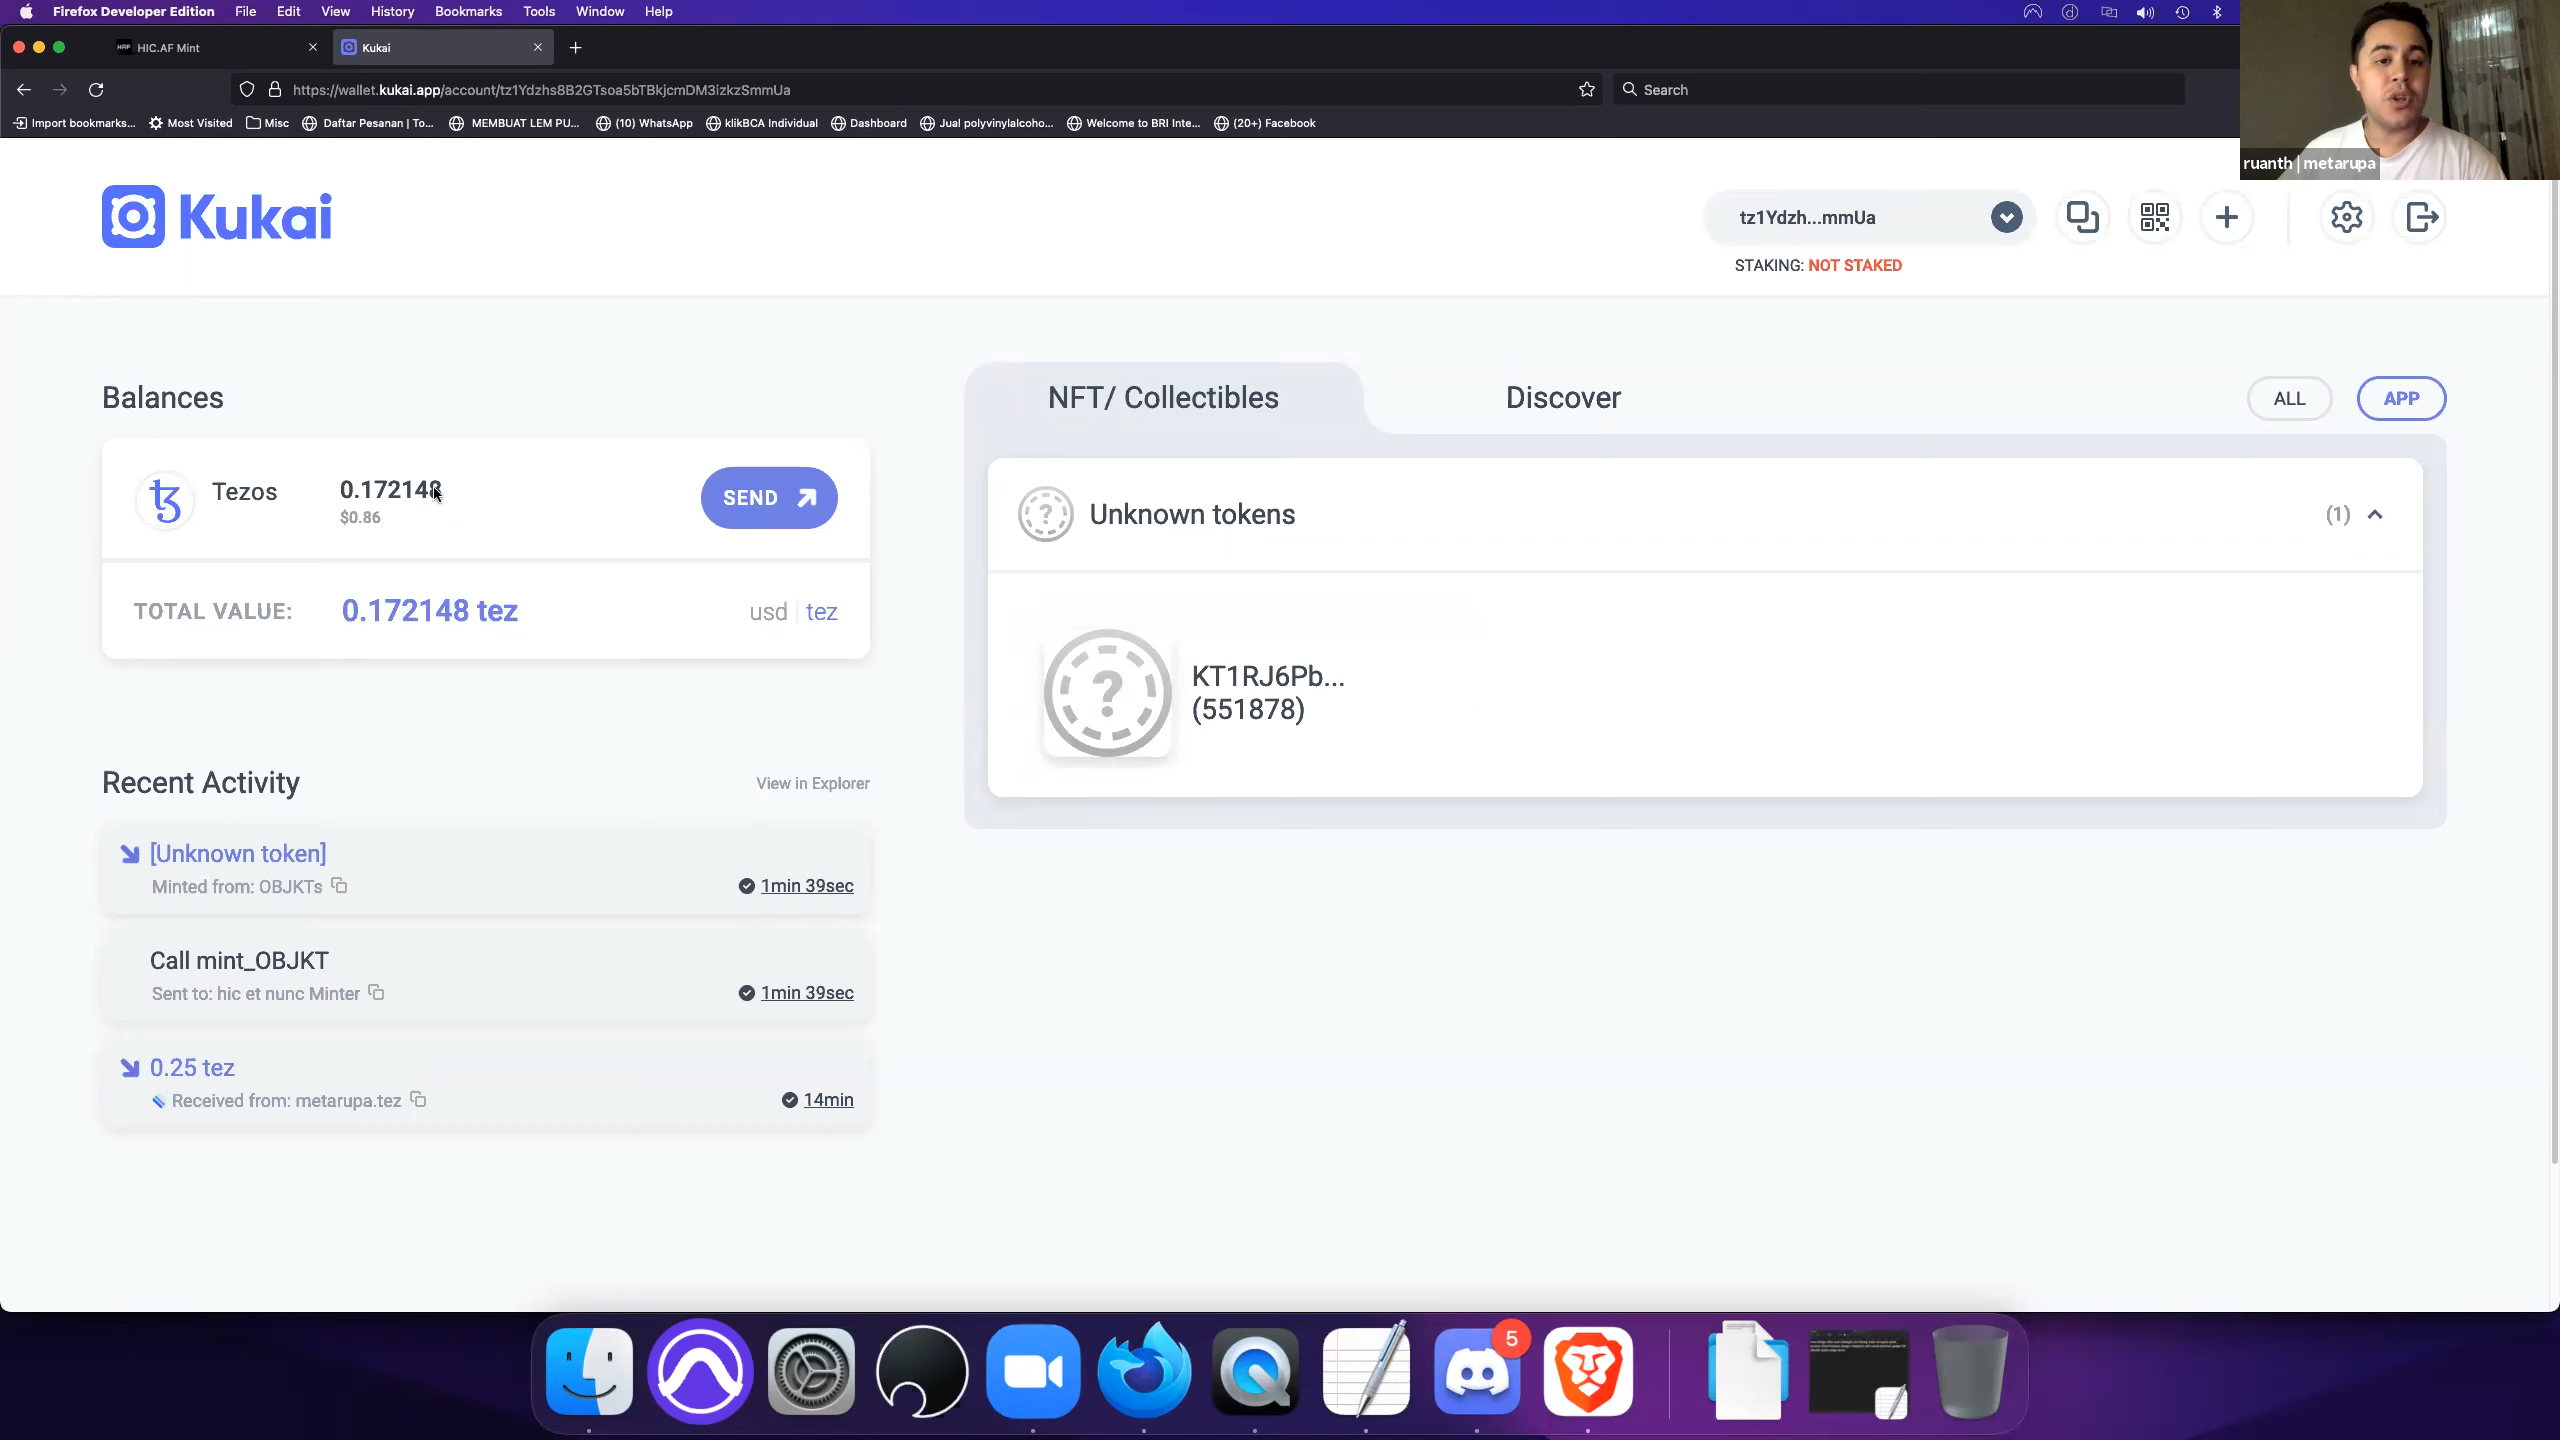 Firefox Developer Edition File Edit View History Bookmarks Tools Window Help
HIC.AF Mint Kukai
https://wallet.kukai.app/account/tz1Ydzhs8B2GTsoa5bTBkjcmDM3izkzSmmUa Search
Import bookmarks... Most Visited Misc Daftar Pesanan | To... MEMBUAT LEM PU... (10) WhatsApp klikBCA Individual Dashboard Jual polyvinylalcoho... Welcome to BRI Inte... (20+) Facebook
ruanth | metarupa
Kukai
tz1Ydzh...mmUa
STAKING: NOT STAKED
Balances
Tezos 0.172148 SEND
$0.86
TOTAL VALUE: 0.172148 tez usd | tez
NFT/ Collectibles Discover ALL APP
Unknown tokens (1)
KT1RJ6Pb...
(551878)
Recent Activity View in Explorer
[Unknown token]
Minted from: OBJKTs 1min 39sec
Call mint_OBJKT
Sent to: hic et nunc Minter 1min 39sec
0.25 tez
Received from: metarupa.tez 14min
5